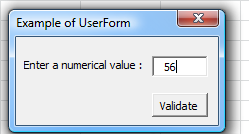 Example of UserForm
Enter a numerical value : 56
Validate